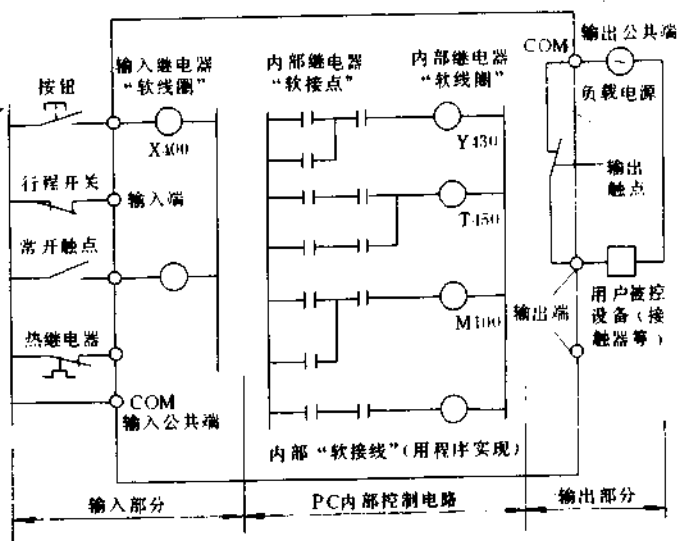 输出公共端
COM
负载电源
按钮
输入继电器
“软线圈”
内部继电器
“软接点”
内部继电器
“软线圈”
X400
Y430
行程开关
输入端
T450
输出
触点
常开触点
M100
热继电器
输出端
用户被控
设备(接
触器等)
COM
输入公共端
内部“软接线”(用程序实现)
输入部分
PC内部控制电路
输出部分